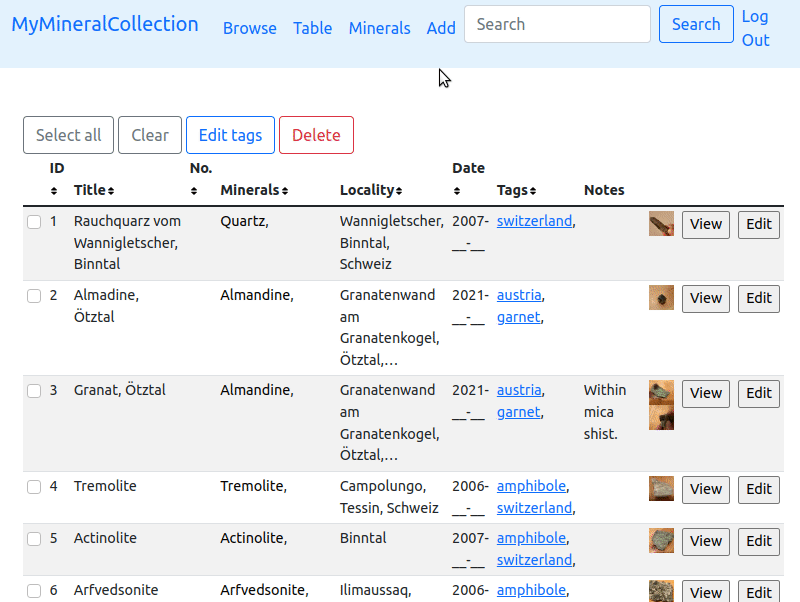 MyMineralCollection Browse Table Minerals Add Search Search Log Out
Select all Clear Edit tags Delete
ID Title No. Minerals Locality Date Tags Notes
1 Rauchquarz vom Wannigletscher, Binntal Quartz, Wannigletscher, Binntal, Schweiz 2007-__-__ switzerland, View Edit
2 Almadine, Ötztal Almandine, Granatenwand am Granatenkogel, Ötztal,… 2021-__-__ austria, garnet, View Edit
3 Granat, Ötztal Almandine, Granatenwand am Granatenkogel, Ötztal,… 2021-__-__ austria, garnet, Within mica shist. View Edit
4 Tremolite Tremolite, Campolungo, Tessin, Schweiz 2006-__-__ amphibole, switzerland, View Edit
5 Actinolite Actinolite, Binntal 2007-__-__ amphibole, switzerland, View Edit
6 Arfvedsonite Arfvedsonite, Ilimaussaq, 2006- amphibole, View Edit